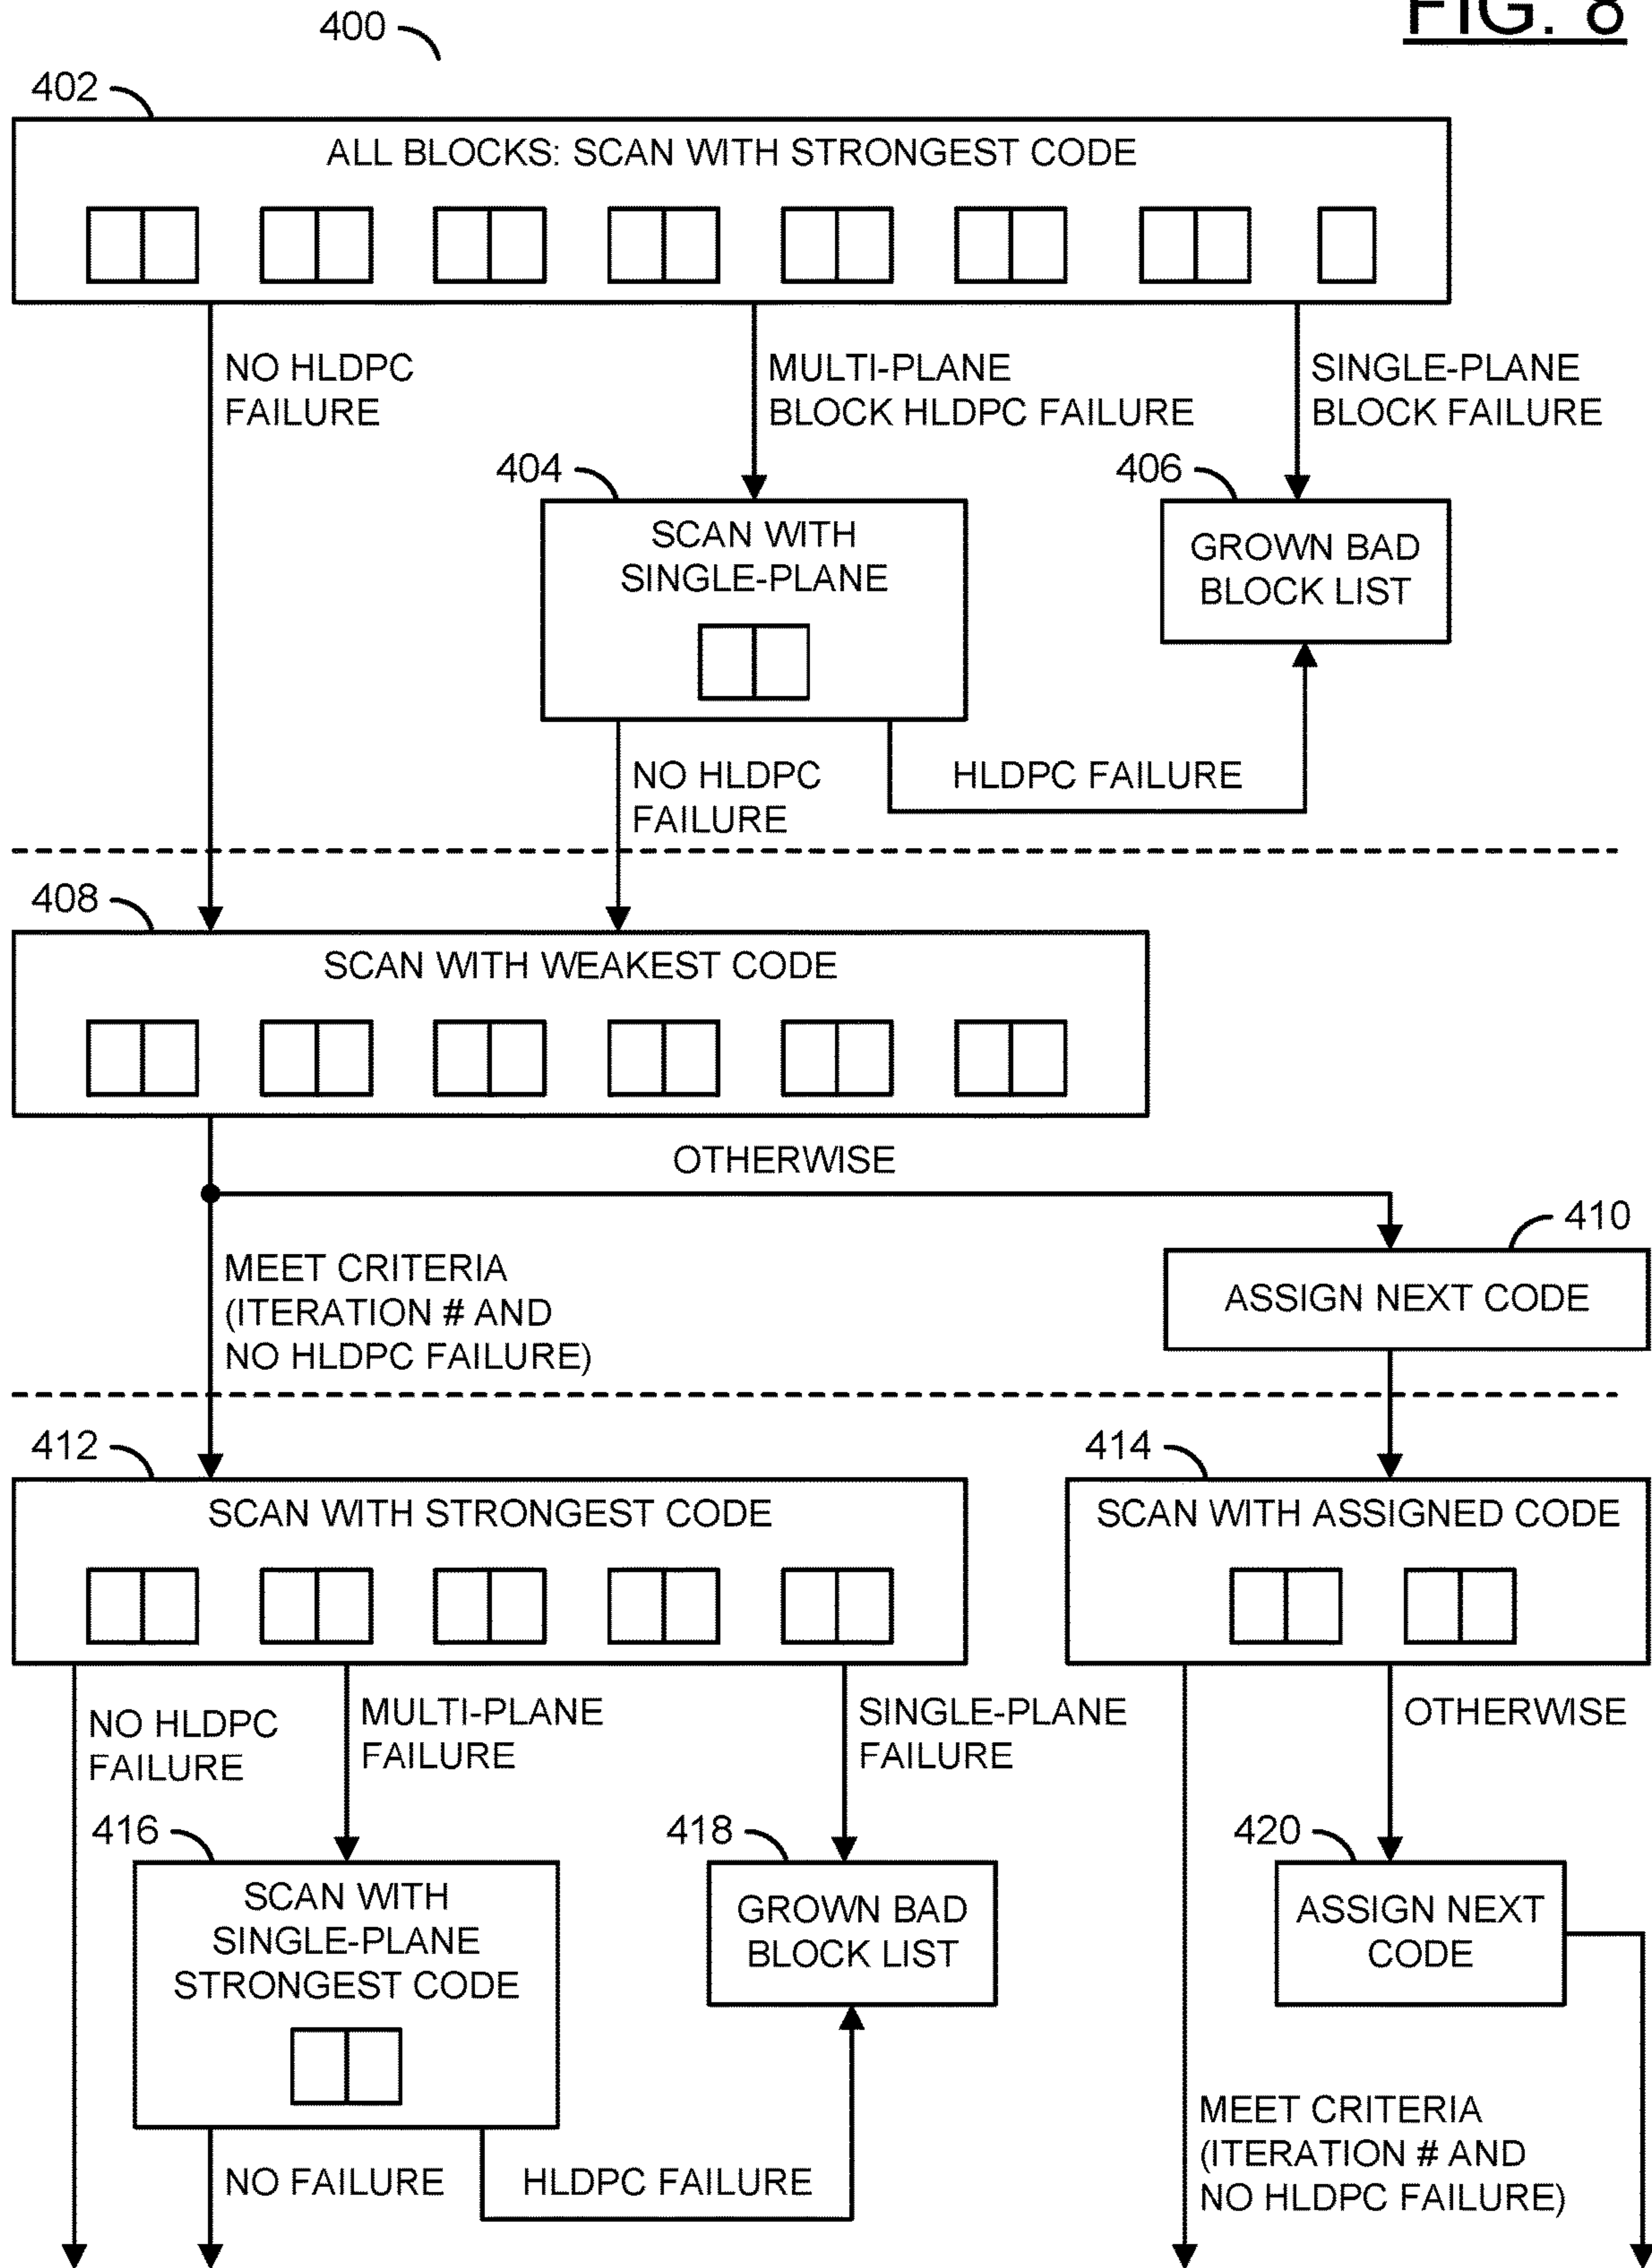 FIG. 8
400
402
ALL BLOCKS: SCAN WITH STRONGEST CODE
NO HLDPC
FAILURE
MULTI-PLANE
BLOCK HLDPC FAILURE
SINGLE-PLANE
BLOCK FAILURE
404
SCAN WITH
SINGLE-PLANE
406
GROWN BAD
BLOCK LIST
NO HLDPC
FAILURE
HLDPC FAILURE
408
SCAN WITH WEAKEST CODE
OTHERWISE
MEET CRITERIA
(ITERATION # AND
NO HLDPC FAILURE)
410
ASSIGN NEXT CODE
412
SCAN WITH STRONGEST CODE
414
SCAN WITH ASSIGNED CODE
NO HLDPC
FAILURE
MULTI-PLANE
FAILURE
SINGLE-PLANE
FAILURE
OTHERWISE
416
SCAN WITH
SINGLE-PLANE
STRONGEST CODE
418
GROWN BAD
BLOCK LIST
420
ASSIGN NEXT
CODE
NO FAILURE
HLDPC FAILURE
MEET CRITERIA
(ITERATION # AND
NO HLDPC FAILURE)